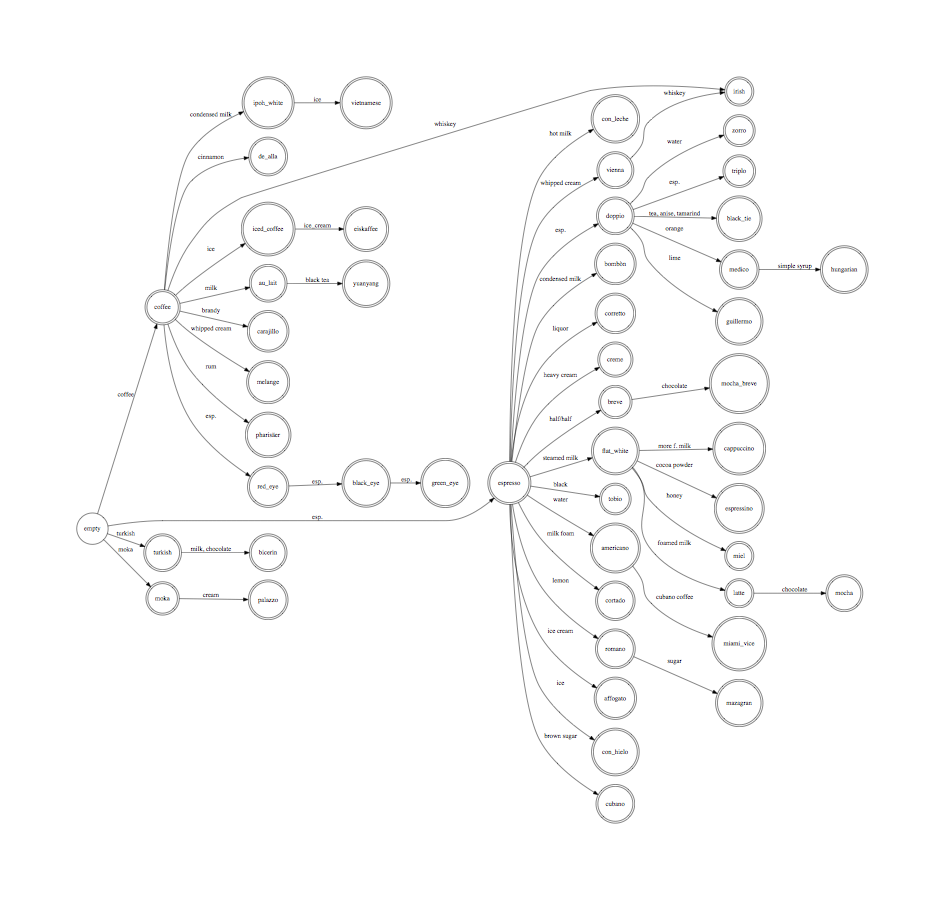 irish
whiskey
ipoh_white
ice
vietnamese
condensed milk
whiskey
con_leche
hot milk
zorro
water
cinnamon
de_alla
vienna
whipped cream
triplo
esp.
doppio
tea, anise, tamarind
black_tie
esp.
orange
iced_coffee
ice_cream
eiskaffee
ice
lime
bombón
condensed milk
medico
simple syrup
hungarian
milk
au_lait
black tea
yuanyang
coffee
brandy
corretto
liquor
guillermo
whipped cream
carajillo
creme
heavy cream
rum
melange
chocolate
mocha_breve
breve
half/half
coffee
esp.
pharisäer
flat_white
more f. milk
cappuccino
steamed milk
cocoa powder
red_eye
esp.
black_eye
esp.
green_eye
espresso
black
tobio
water
honey
espressino
empty
esp.
turkish
moka
milk foam
americano
foamed milk
miel
turkish
milk, chocolate
bicerin
lemon
cortado
cubano coffee
latte
chocolate
mocha
moka
cream
palazzo
ice cream
romano
miami_vice
sugar
ice
affogato
mazagran
brown sugar
con_hielo
cubano